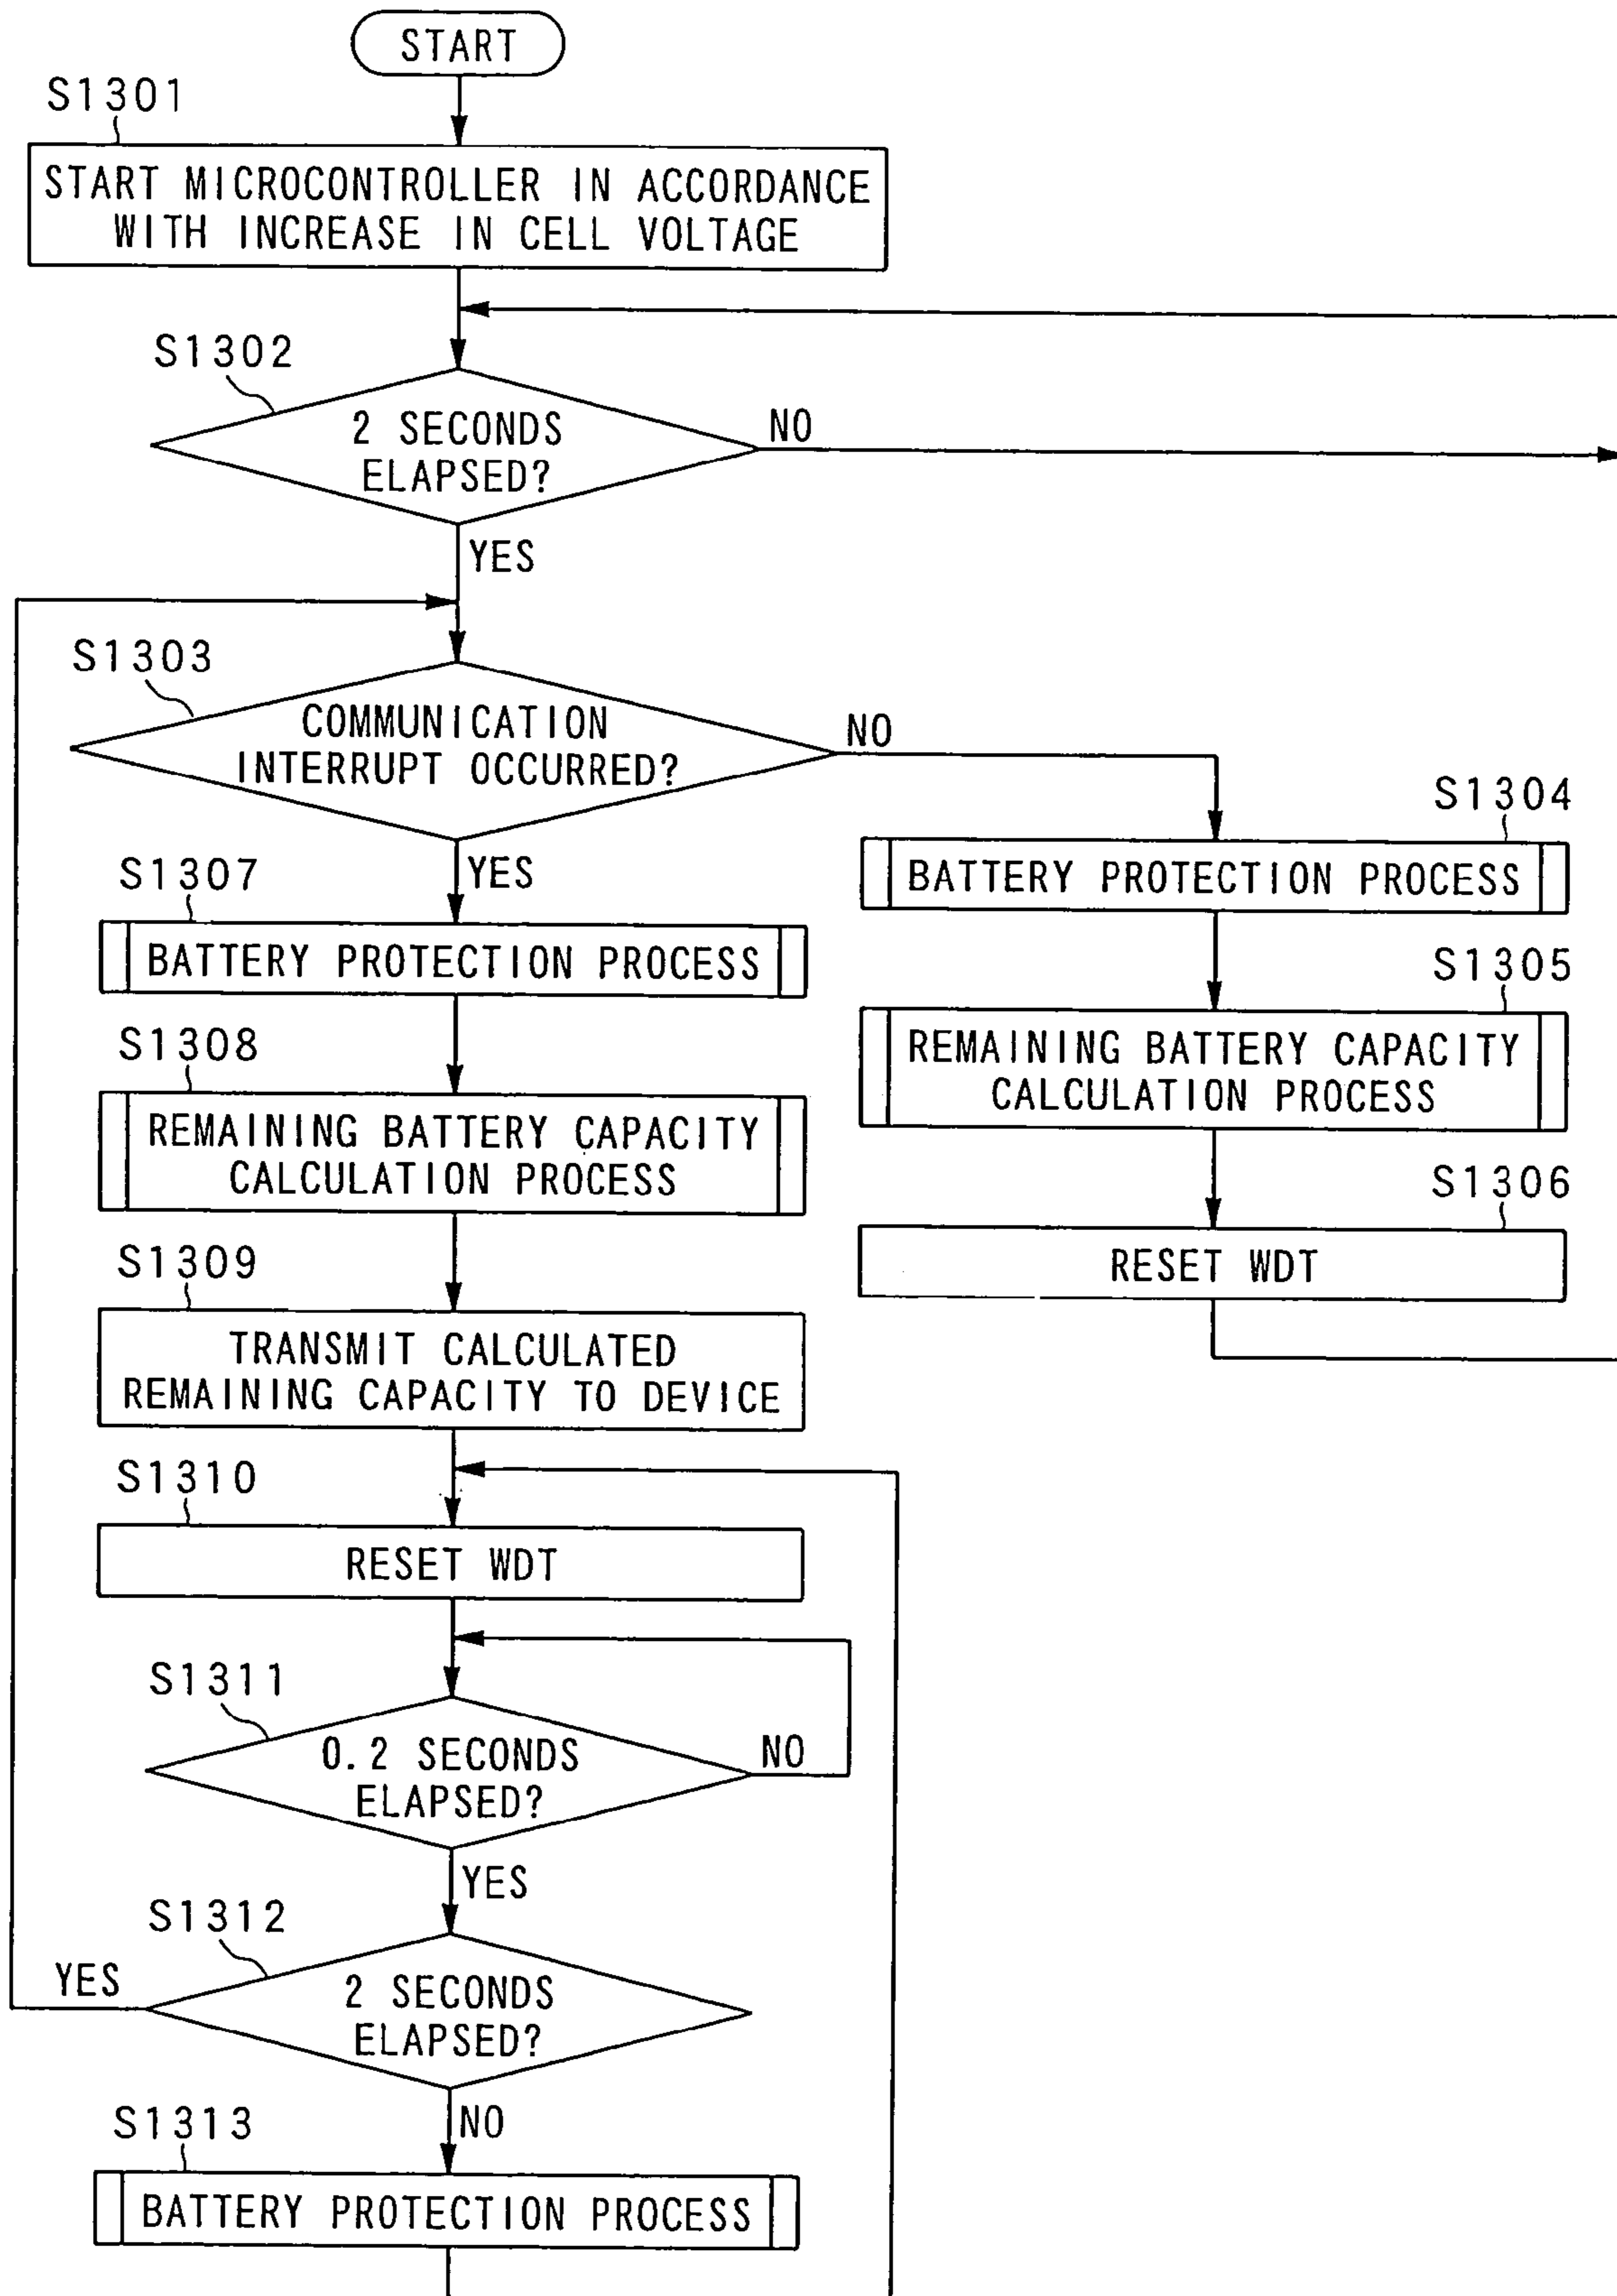 START
S1301
START MICROCONTROLLER IN ACCORDANCE
WITH INCREASE IN CELL VOLTAGE
S1302
2 SECONDS
ELAPSED?
NO
YES
S1303
COMMUNICATION
INTERRUPT OCCURRED?
NO
YES
S1304
BATTERY PROTECTION PROCESS
S1305
REMAINING BATTERY CAPACITY
CALCULATION PROCESS
S1306
RESET WDT
S1307
BATTERY PROTECTION PROCESS
S1308
REMAINING BATTERY CAPACITY
CALCULATION PROCESS
S1309
TRANSMIT CALCULATED
REMAINING CAPACITY TO DEVICE
S1310
RESET WDT
S1311
0.2 SECONDS
ELAPSED?
NO
YES
S1312
2 SECONDS
ELAPSED?
YES
NO
S1313
BATTERY PROTECTION PROCESS